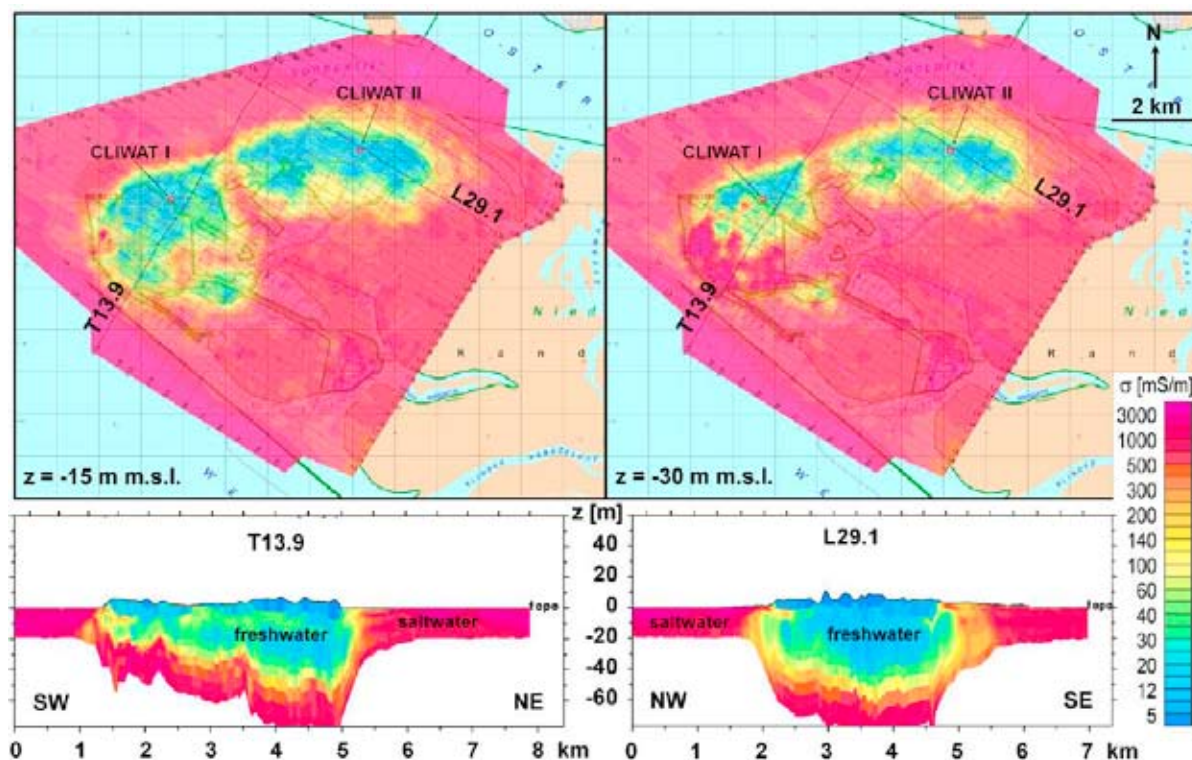 CLIWAT I
CLIWAT II
L29.1
T13.9
z = -15 m m.s.l.
O S T E R
N i e d
K a n d
W e
CLIWAT I
CLIWAT II
L29.1
T13.9
z = -30 m m.s.l.
O S T E R
N
2 km
N i e d
K a n d
W e
σ [mS/m]
3000
1000
500
300
200
140
100
60
40
30
20
12
5
T13.9
freshwater
saltwater
topo
SW
NE
0 1 2 3 4 5 6 7 8 km
z [m]
40
20
0
-20
-40
-60
L29.1
saltwater
freshwater
topo
NW
SE
0 1 2 3 4 5 6 7 km